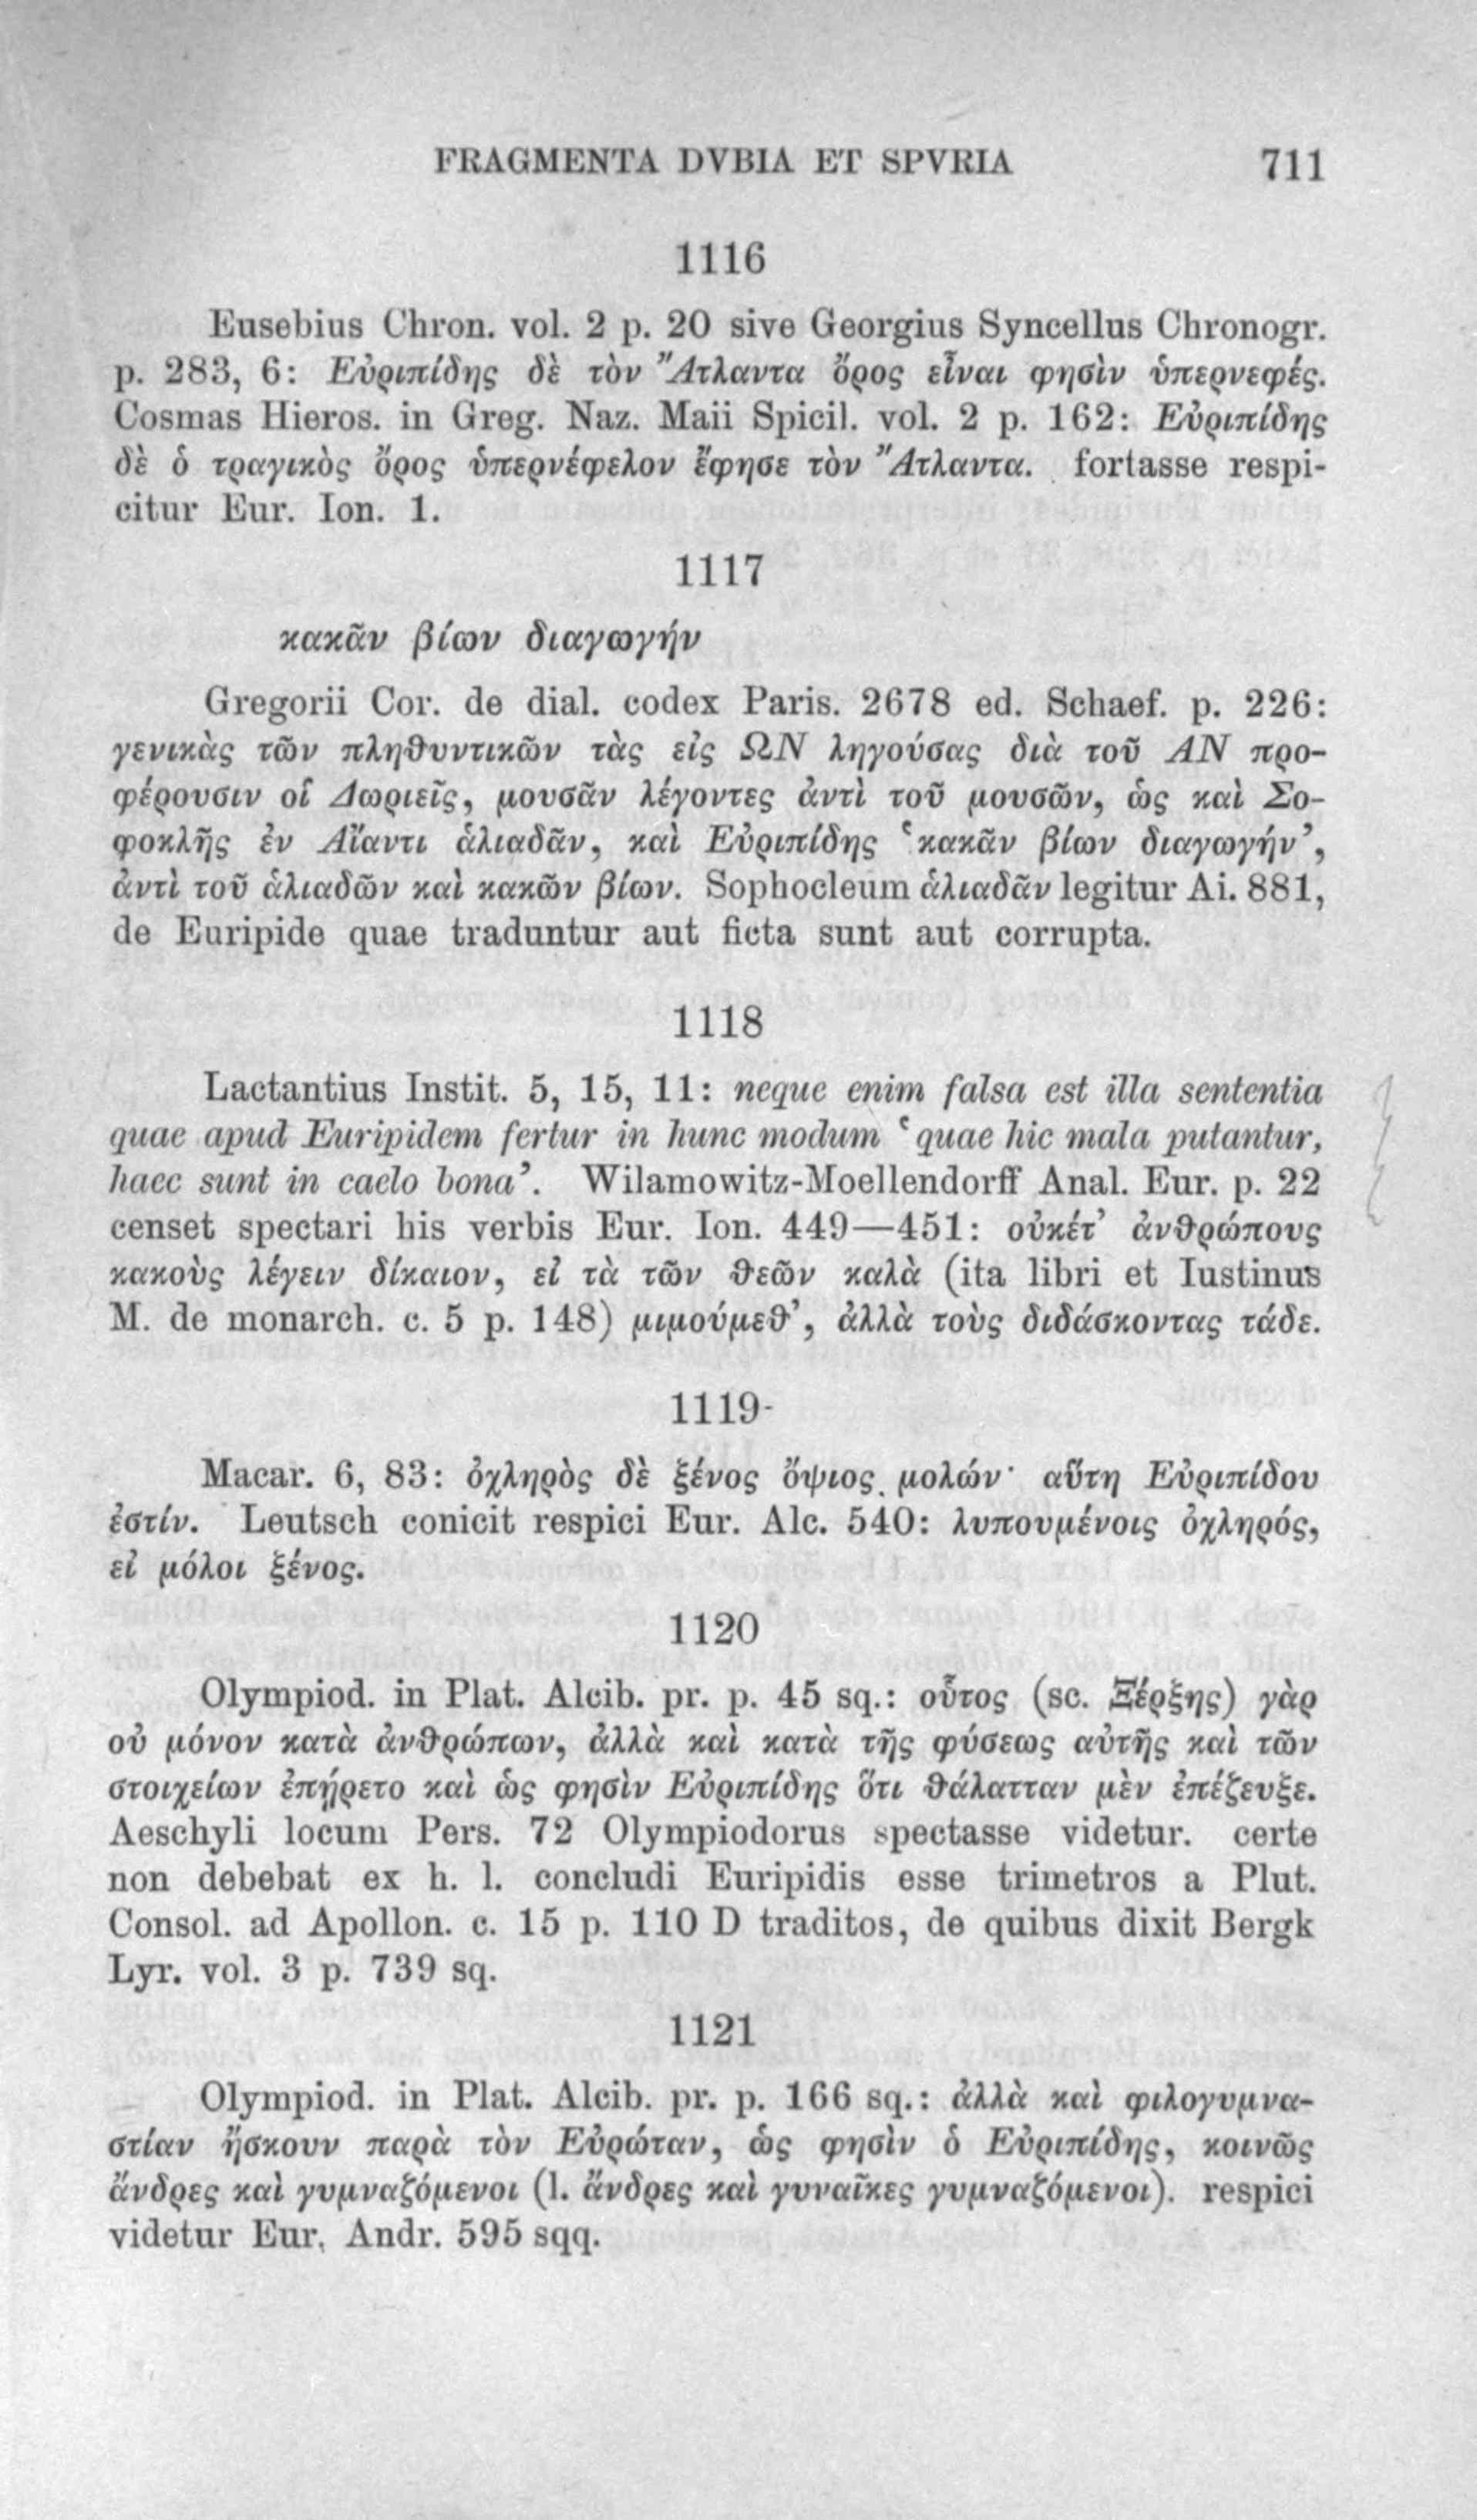 FRAGMENTA DVBIA ET SPVRIA 711
1116
Eusebius Chron. vol. 2 p. 20 sive Georgius Syncellus Chronogr.
p. 283, 6: Εὐριπίδης δὲ τὸν Ἄτλαντα ὄρος εἶναι φησὶν ὑπερνεφές.
Cosmas Hieros. in Greg. Naz. Maii Spicil. vol. 2 p. 162: Εὐριπίδης
δὲ ὁ τραγικὸς ὄρος ὑπερνέφελον ἔφησε τὸν Ἄτλαντα. fortasse respi-
citur Eur. Ion. 1.
1117
κακᾶν βίων διαγωγήν
Gregorii Cor. de dial. codex Paris. 2678 ed. Schaef. p. 226:
γενικὰς τῶν πληθυντικῶν τὰς εἰς ΩΝ ληγούσας διὰ τοῦ ΑΝ προ-
φέρουσιν οἱ Δωριεῖς, μουσᾶν λέγοντες ἀντὶ τοῦ μουσῶν, ὡς καὶ Σο-
φοκλῆς ἐν Αἴαντι ἁλιαδᾶν, καὶ Εὐριπίδης ‘κακᾶν βίων διαγωγήν’,
ἀντὶ τοῦ ἁλιαδῶν καὶ κακῶν βίων. Sophocleum ἁλιαδᾶν legitur Ai. 881,
de Euripide quae traduntur aut ficta sunt aut corrupta.
1118
Lactantius Instit. 5, 15, 11: neque enim falsa est illa sententia
quae apud Euripidem fertur in hunc modum ‘quae hic mala putantur,
haec sunt in caelo bona’. Wilamowitz-Moellendorff Anal. Eur. p. 22
censet spectari his verbis Eur. Ion. 449—451: οὐκέτ’ ἀνθρώπους
κακοὺς λέγειν δίκαιον, εἰ τὰ τῶν θεῶν καλὰ (ita libri et Iustinus
M. de monarch. c. 5 p. 148) μιμούμεθ’, ἀλλὰ τοὺς διδάσκοντας τάδε.
1119
Macar. 6, 83: ὀχληρὸς δὲ ξένος ὄψιος μολών· αὕτη Εὐριπίδου
ἐστίν. Leutsch conicit respici Eur. Alc. 540: λυπουμένοις ὀχληρός,
εἰ μόλοι ξένος.
1120
Olympiod. in Plat. Alcib. pr. p. 45 sq.: οὗτος (sc. Ξέρξης) γὰρ
οὐ μόνον κατὰ ἀνθρώπων, ἀλλὰ καὶ κατὰ τῆς φύσεως αὐτῆς καὶ τῶν
στοιχείων ἐπῄρετο καὶ ὡς φησὶν Εὐριπίδης ὅτι θάλατταν μὲν ἐπέζευξε.
Aeschyli locum Pers. 72 Olympiodorus spectasse videtur. certe
non debebat ex h. l. concludi Euripidis esse trimetros a Plut.
Consol. ad Apollon. c. 15 p. 110 D traditos, de quibus dixit Bergk
Lyr. vol. 3 p. 739 sq.
1121
Olympiod. in Plat. Alcib. pr. p. 166 sq.: ἀλλὰ καὶ φιλογυμνα-
στίαν ἤσκουν παρὰ τὸν Εὐρώταν, ὥς φησὶν ὁ Εὐριπίδης, κοινῶς
ἄνδρες καὶ γυμναζόμενοι (l. ἄνδρες καὶ γυναῖκες γυμναζόμενοι). respici
videtur Eur. Andr. 595 sqq.